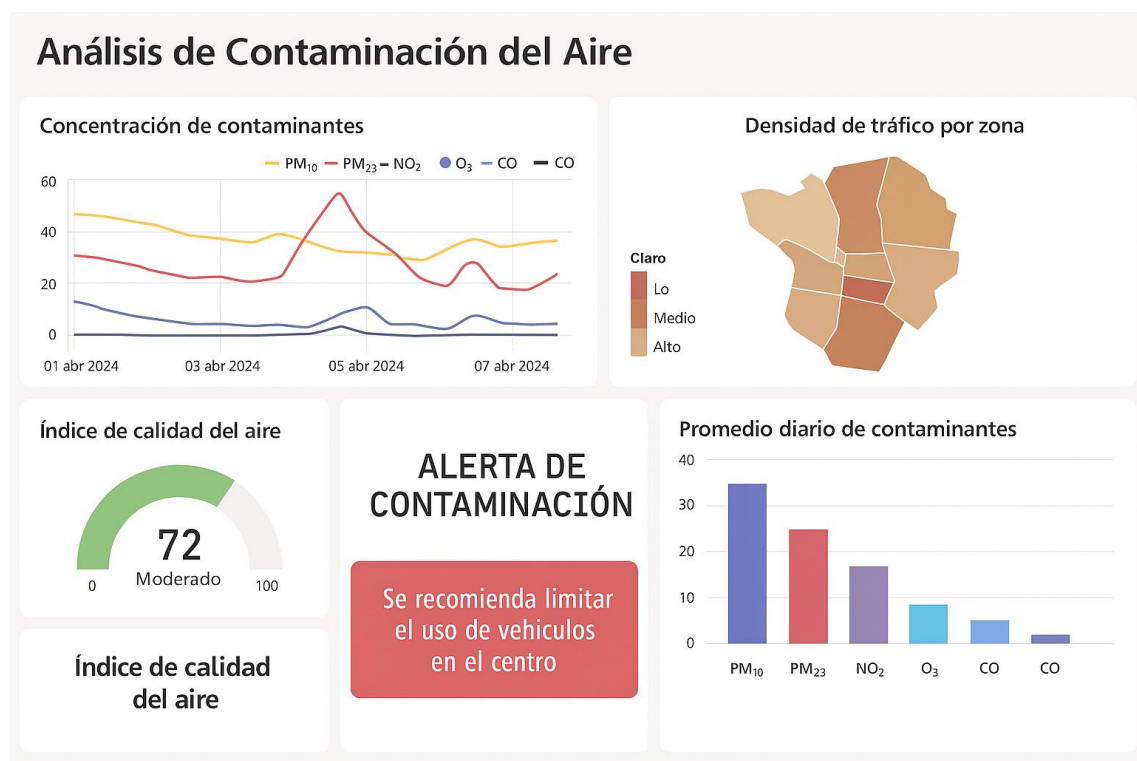 Análisis de Contaminación del Aire
Concentración de contaminantes
PM₁₀ PM₂₃ NO₂ O₃ CO CO
60
40
20
0
01 abr 2024 03 abr 2024 05 abr 2024 07 abr 2024
Densidad de tráfico por zona
Claro
Lo
Medio
Alto
Índice de calidad del aire
72
Moderado
0 100
Índice de calidad
del aire
ALERTA DE
CONTAMINACIÓN
Se recomienda limitar
el uso de vehiculos
en el centro
Promedio diario de contaminantes
40
30
20
10
0
PM₁₀ PM₂₃ NO₂ O₃ CO CO